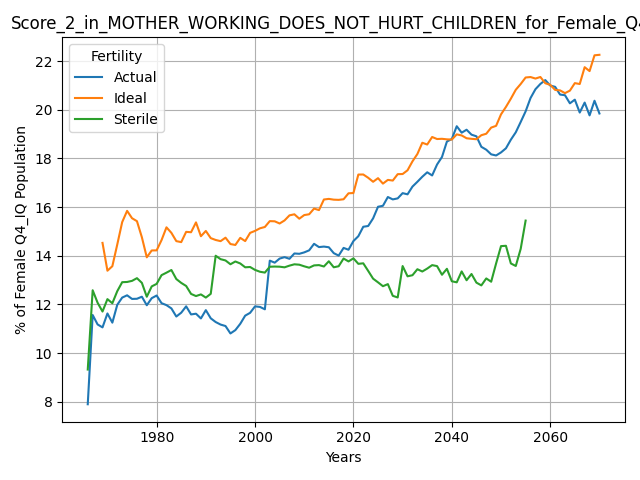 Score_2_in_MOTHER_WORKING_DOES_NOT_HURT_CHILDREN_for_Female_Q4
Fertility
Actual
Ideal
Sterile
22
20
18
16
14
12
10
8
% of Female Q4_IQ Population
1980
2000
2020
2040
2060
Years